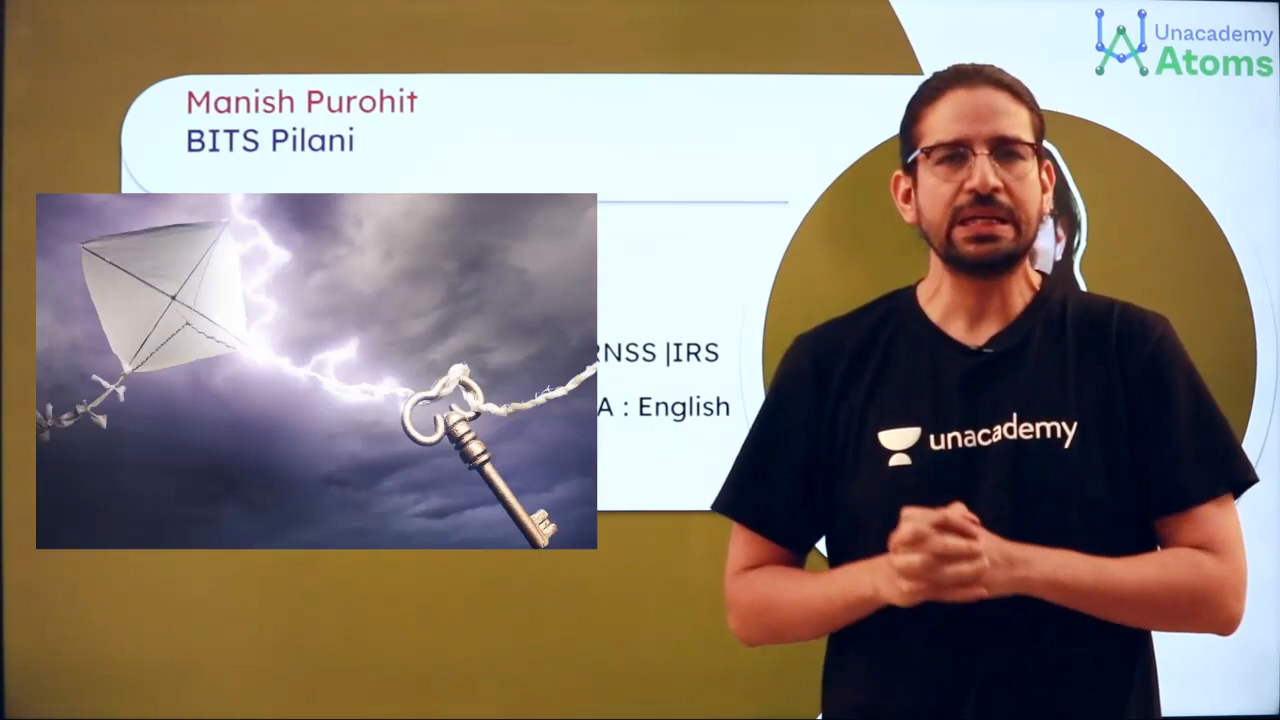 Unacademy
Atoms
Manish Purohit
BITS Pilani
RNSS |IRS
A : English
unacademy